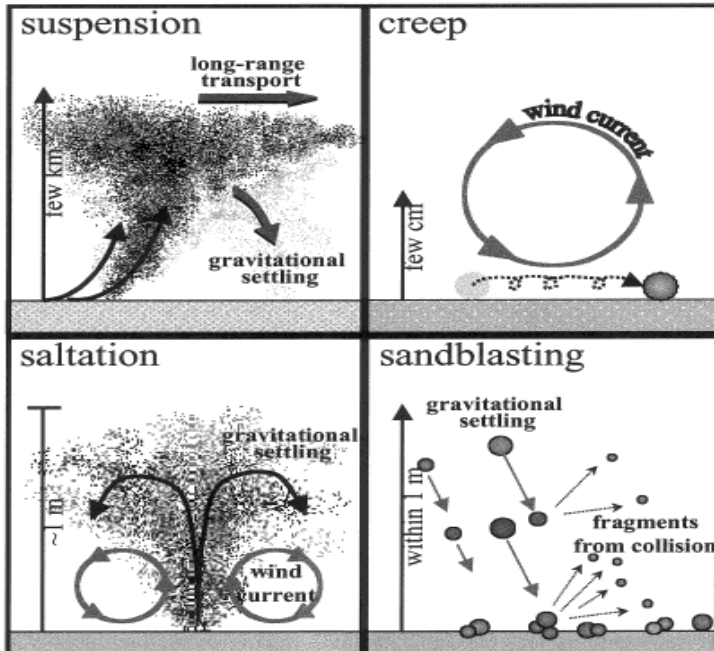 suspension
long-range
transport
few km
gravitational
settling
creep
wind current
few cm
saltation
gravitational
settling
~1 m
wind
current
sandblasting
gravitational
settling
within 1 m
fragments
from collision